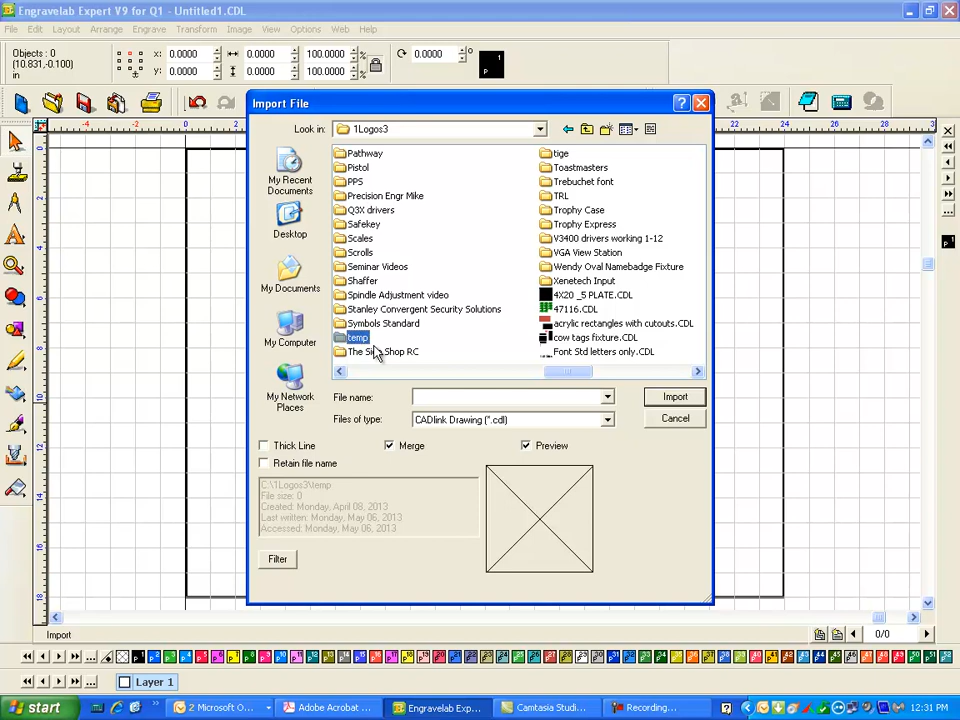 Engravelab Expert V9 for Q1 - Untitled1.CDL
File Edit Layout Arrange Engrave Transform Image View Options Web Help
Objects : 0
(10.831,-0.100)
in
x: 0.0000 0.0000 100.0000 % 0.0000 °
y: 0.0000 0.0000 100.0000 %
1
P
Import File
Look in: 1Logos3
My Recent Documents
Desktop
My Documents
My Computer
My Network Places
Pathway
Pistol
PPS
Precision Engr Mike
Q3X drivers
Safekey
Scales
Scrolls
Seminar Videos
Shaffer
Spindle Adjustment video
Stanley Convergent Security Solutions
Symbols Standard
temp
The Sign Shop RC
tige
Toastmasters
Trebuchet font
TRL
Trophy Case
Trophy Express
V3400 drivers working 1-12
VGA View Station
Wendy Oval Namebadge Fixture
Xenetech Input
4X20 _5 PLATE.CDL
47116.CDL
acrylic rectangles with cutouts.CDL
cow tags fixture.CDL
Font Std letters only.CDL
File name: Import
Files of type: CADlink Drawing (*.cdl) Cancel
Thick Line Merge Preview
Retain file name
C:\1Logos3\temp
File size: 0
Created: Monday, April 08, 2013
Last written: Monday, May 06, 2013
Accessed: Monday, May 06, 2013
Filter
Import 0/0
Layer 1
start 2 Microsoft O... Adobe Acrobat ... Engravelab Exp... Camtasia Studi... Recording... 12:31 PM